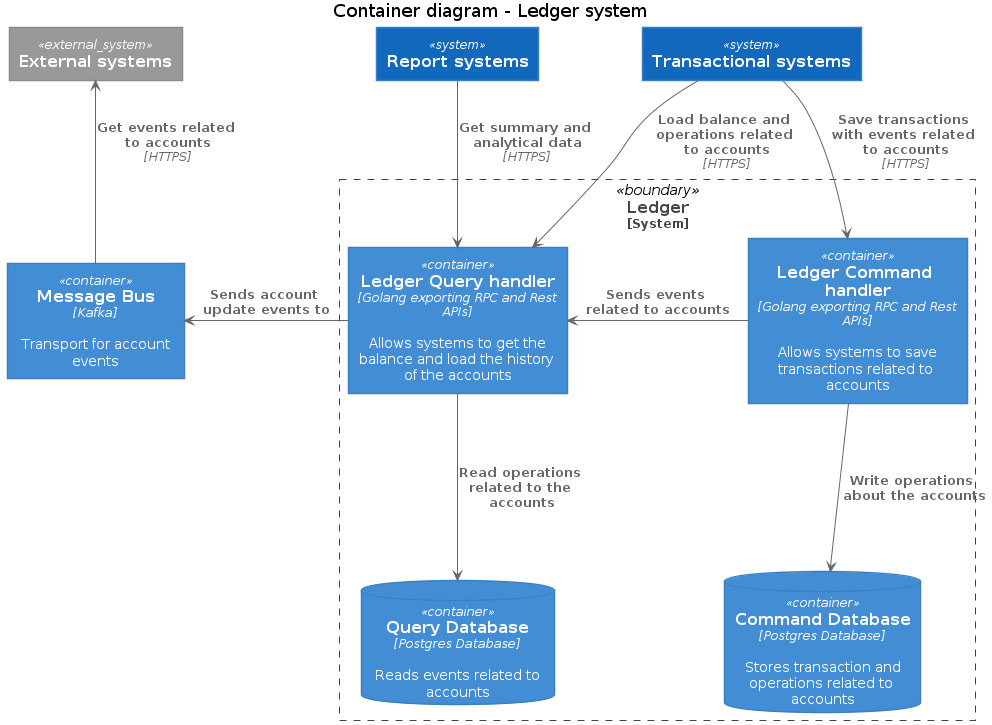 Container diagram - Ledger system
«external_system»
External systems
«system»
Report systems
«system»
Transactional systems
Get events related
to accounts
[HTTPS]
Get summary and
analytical data
[HTTPS]
Load balance and
operations related
to accounts
[HTTPS]
Save transactions
with events related
to accounts
[HTTPS]
«boundary»
Ledger
[System]
«container»
Message Bus
[Kafka]
Transport for account
events
Sends account
update events to
«container»
Ledger Query handler
[Golang exporting RPC and Rest
APIs]
Allows systems to get the
balance and load the history
of the accounts
Sends events
related to accounts
«container»
Ledger Command
handler
[Golang exporting RPC and Rest
APIs]
Allows systems to save
transactions related to
accounts
Read operations
related to the
accounts
Write operations
about the accounts
«container»
Query Database
[Postgres Database]
Reads events related to
accounts
«container»
Command Database
[Postgres Database]
Stores transaction and
operations related to
accounts